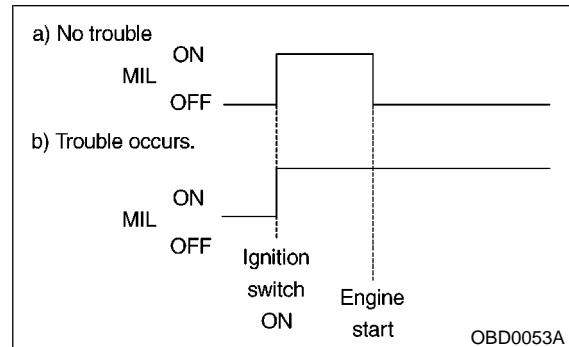 a) No trouble
ON
MIL
OFF
b) Trouble occurs.
ON
MIL
OFF
Ignition
switch
ON
Engine
start
OBD0053A